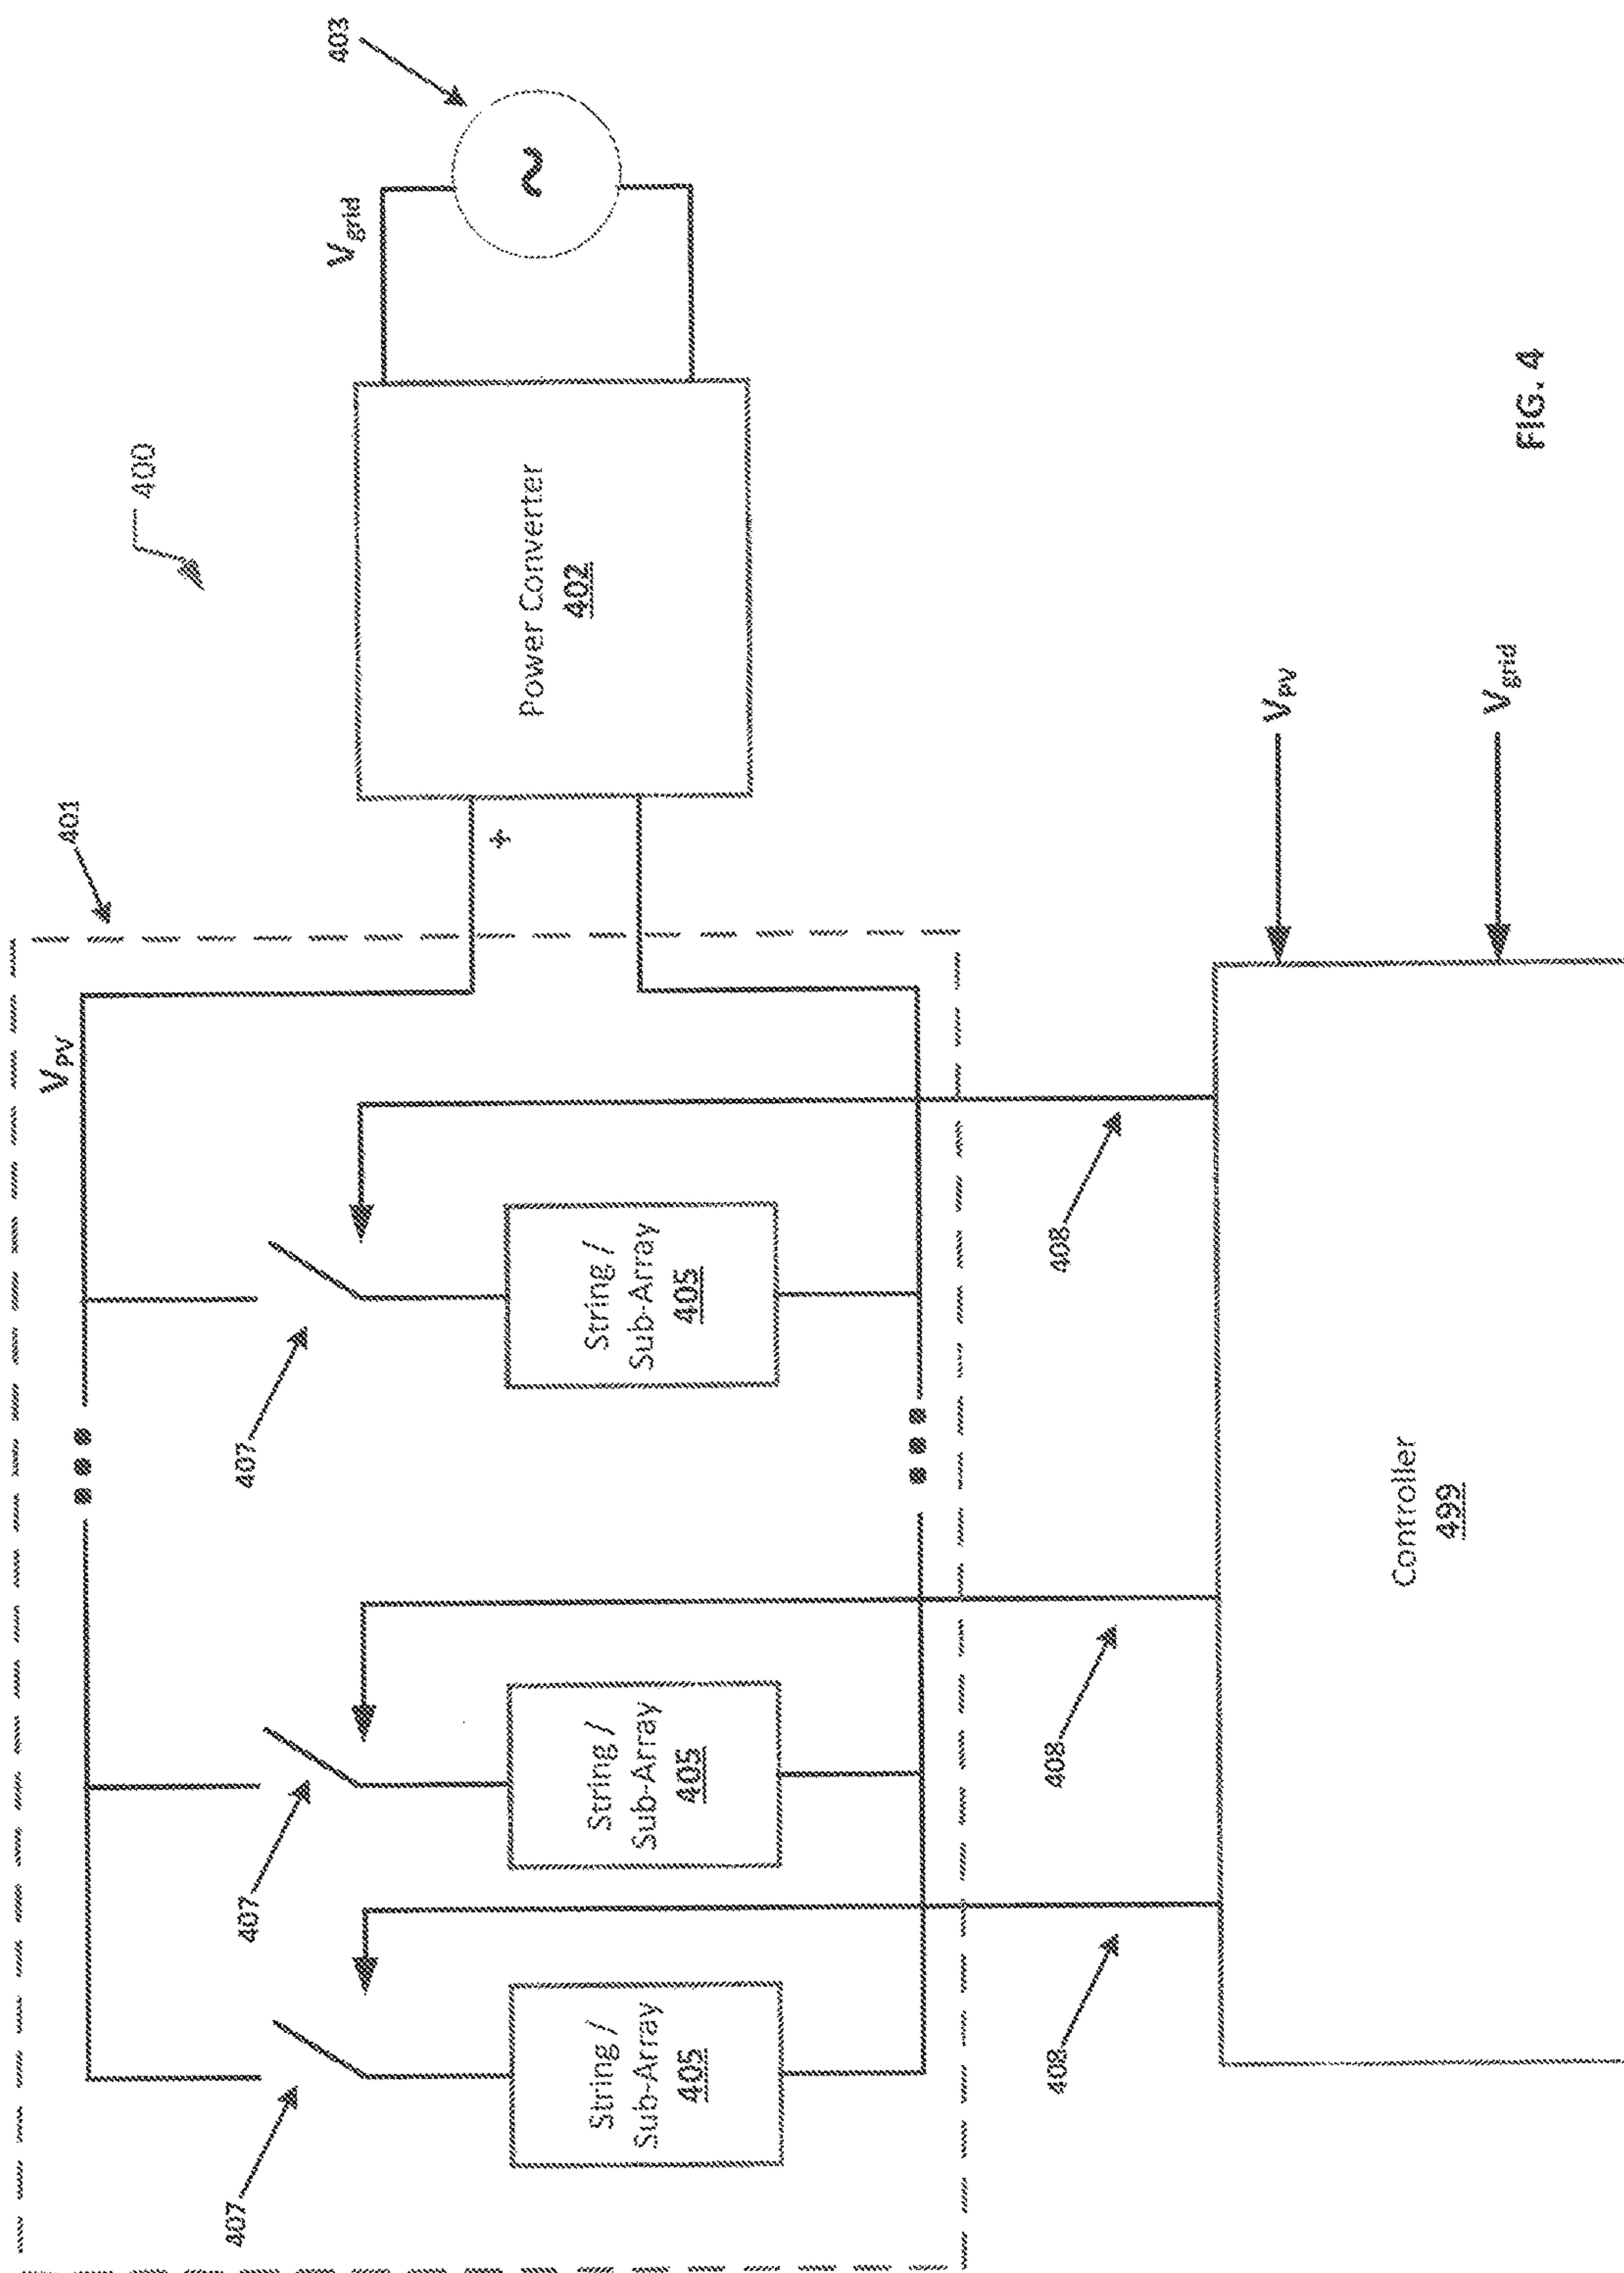 400
401
V_PV
407
407
407
String /
Sub-Array
405
String /
Sub-Array
405
String /
Sub-Array
405
+
Power Converter
402
V_grid
403
~
408
408
408
Controller
499
V_PV
V_grid
FIG. 4